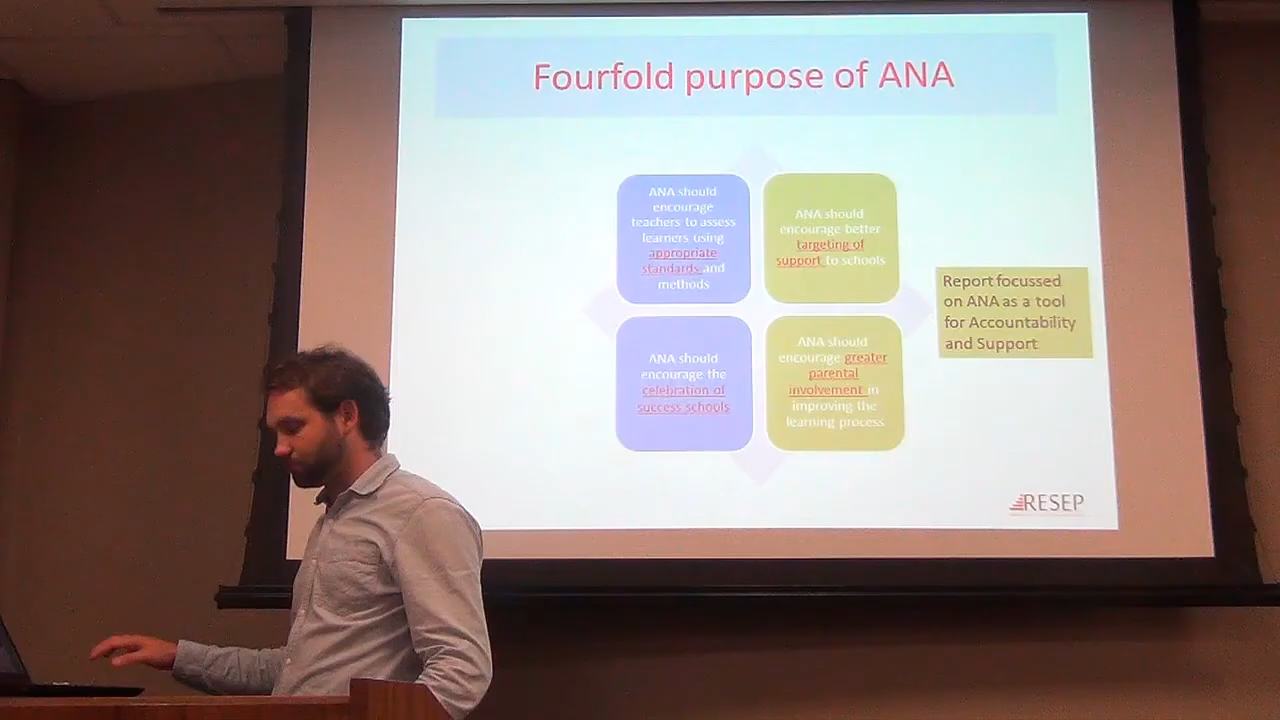 Fourfold purpose of ANA
ANA should
encourage
teachers to assess
learners using
appropriate
standards and
methods
ANA should
encourage better
targeting of
support to schools
ANA should
encourage the
celebration of
success schools
ANA should
encourage greater
parental
involvement in
improving the
learning process
Report focussed
on ANA as a tool
for Accountability
and Support
RESEP